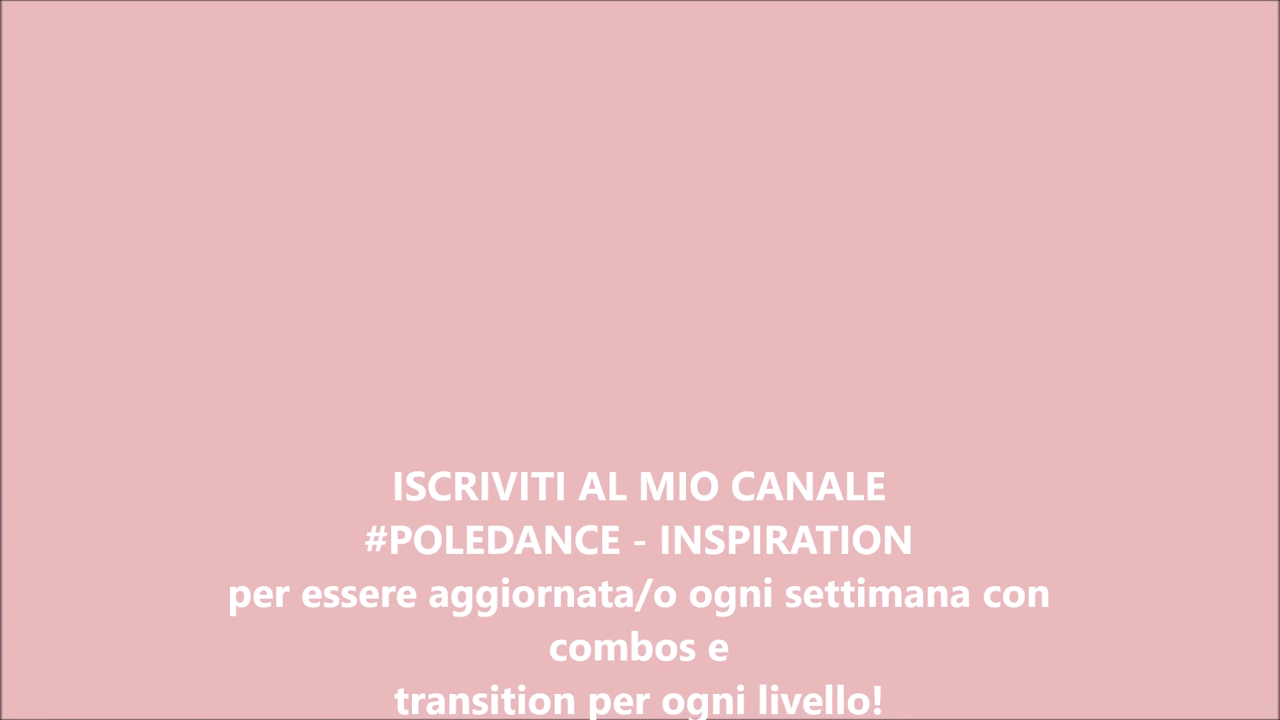 ISCRIVITI AL MIO CANALE
#POLEDANCE - INSPIRATION
per essere aggiornata/o ogni settimana con
combos e
transition per ogni livello!